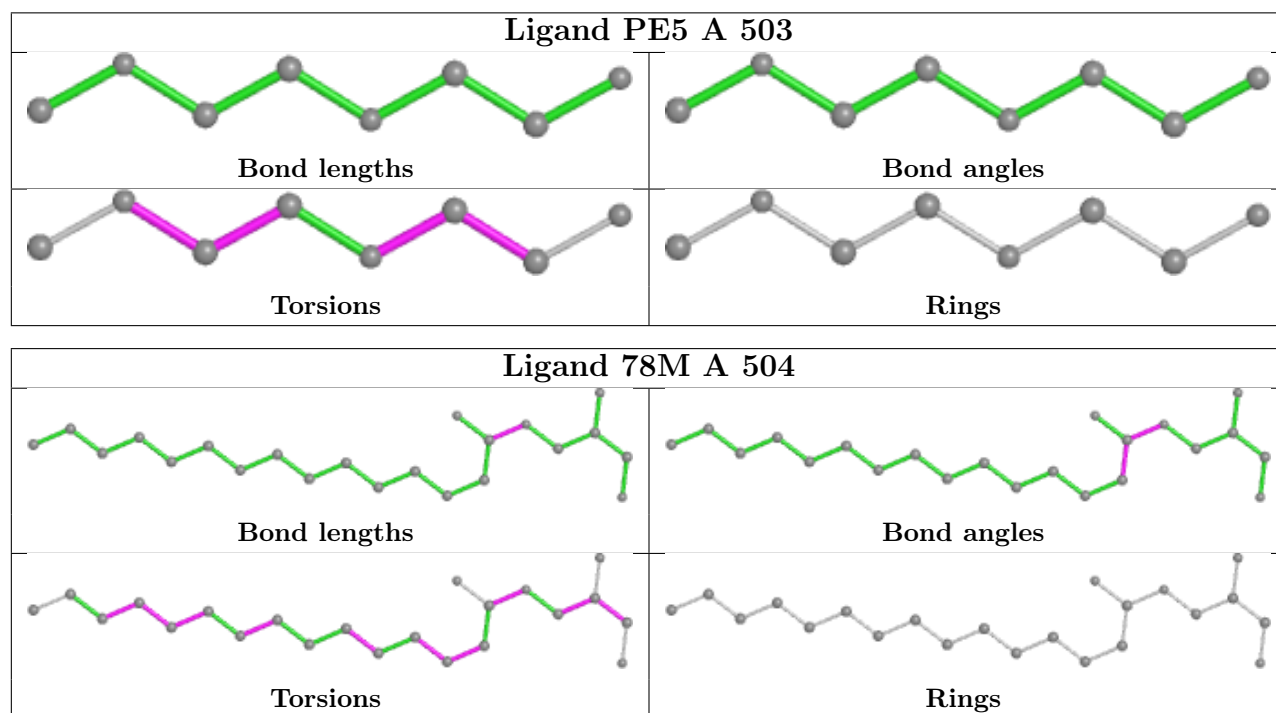 Ligand PE5 A 503
Bond lengths
Bond angles
Torsions
Rings
Ligand 78M A 504
Bond lengths
Bond angles
Torsions
Rings